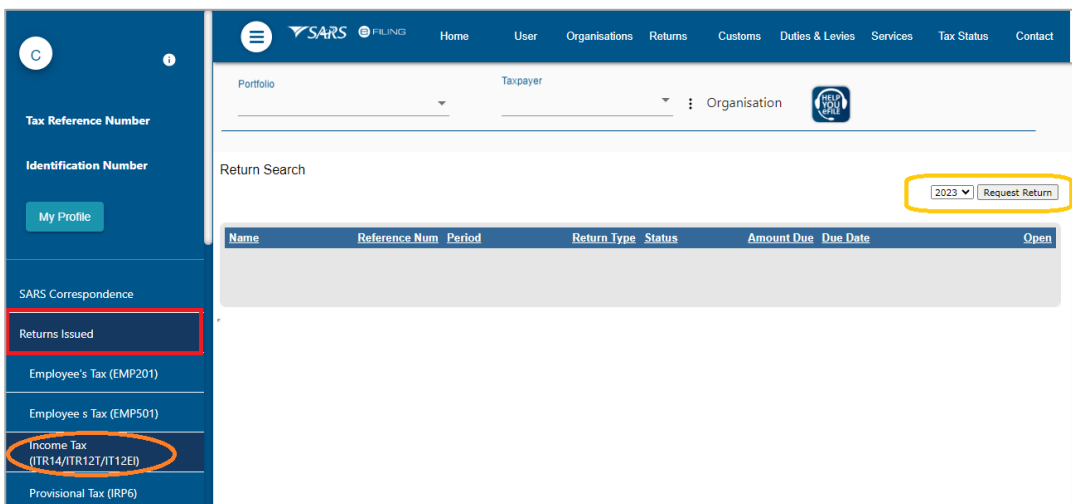 C
SARS eFILING
Home User Organisations Returns Customs Duties & Levies Services Tax Status Contact
Portfolio
Taxpayer
Organisation
HELP
YOU
eFILE
Tax Reference Number
Identification Number
My Profile
SARS Correspondence
Returns Issued
Employee's Tax (EMP201)
Employee s Tax (EMP501)
Income Tax
(ITR14/ITR12T/IT12EI)
Provisional Tax (IRP6)
Return Search
2023 Request Return
Name Reference Num Period Return Type Status Amount Due Due Date Open